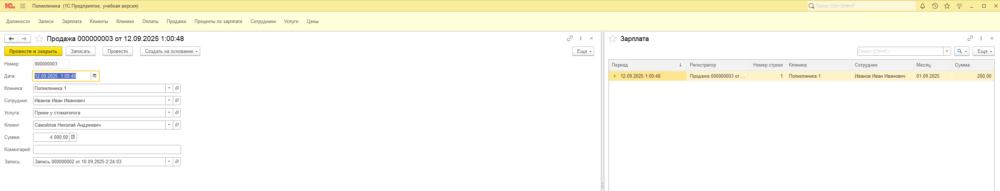 1С Поликлиника (1С:Предприятие, учебная версия) Поиск Ctrl+Shift+F
Должности Записи Зарплата Клиенты Клиники Оплаты Продажи Проценты по зарплате Сотрудники Услуги Цены
Продажа 000000003 от 12.09.2025 1:00:48
Провести и закрыть Записать Провести Создать на основании Еще
Номер: 000000003
Дата: 12.09.2025 1:00:48
Клиника: Поликлиника 1
Сотрудник: Иванов Иван Иванович
Услуга: Прием у стоматолога
Клиент: Самойлов Николай Андреевич
Сумма: 4 000,00
Коментарий:
Запись: Запись 000000002 от 10.09.2025 2:24:03
Зарплата
Поиск (Ctrl+F) × Еще
Период ↓ Регистратор Номер строки Клиника Сотрудник Месяц Сумма
12.09.2025 1:00:48 Продажа 000000003 от ... 1 Поликлиника 1 Иванов Иван Иванович 01.09.2025 200,00